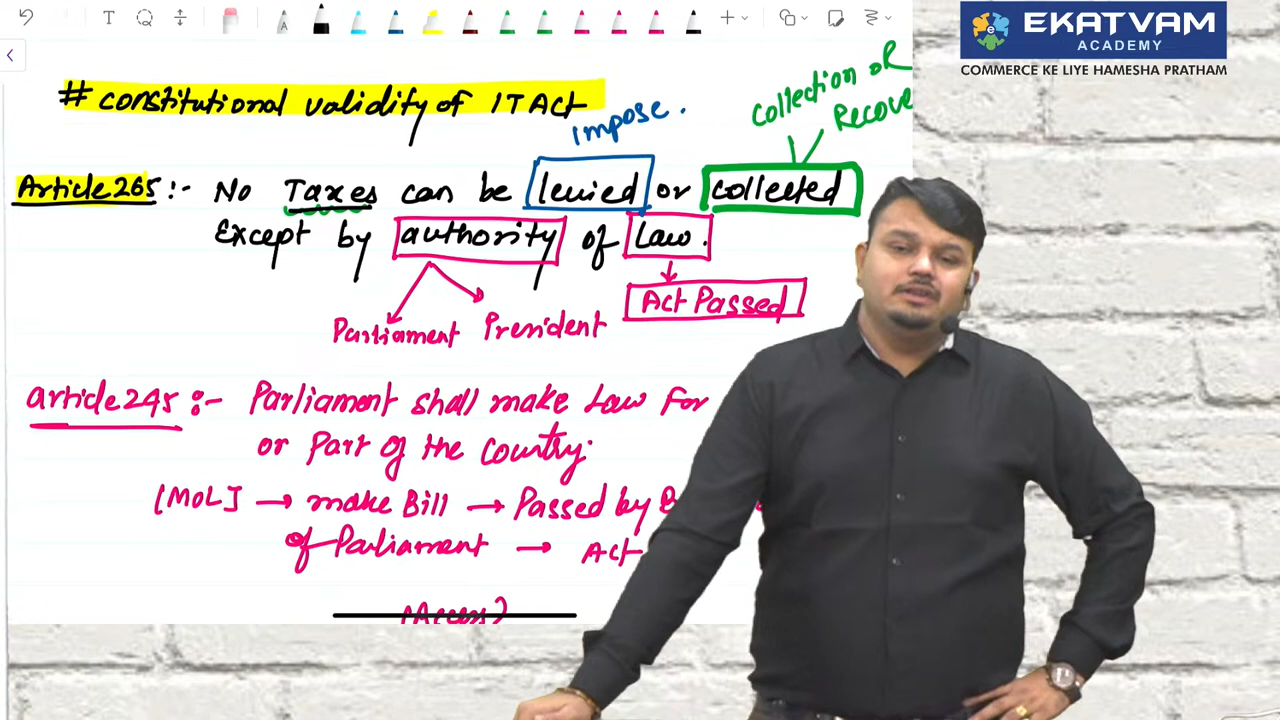 EKATVAM
ACADEMY
COMMERCE KE LIYE HAMESHA PRATHAM
# constitutional validity of IT Act
Impose.
collection or
Recove
Article 265 :- No Taxes can be levied or collected
Except by authority of Law.
Act Passed
Parliament President
article 245 :- Parliament shall make Law For
or Part of the country.
[MOL] → make Bill → Passed by B
of Parliament → Act